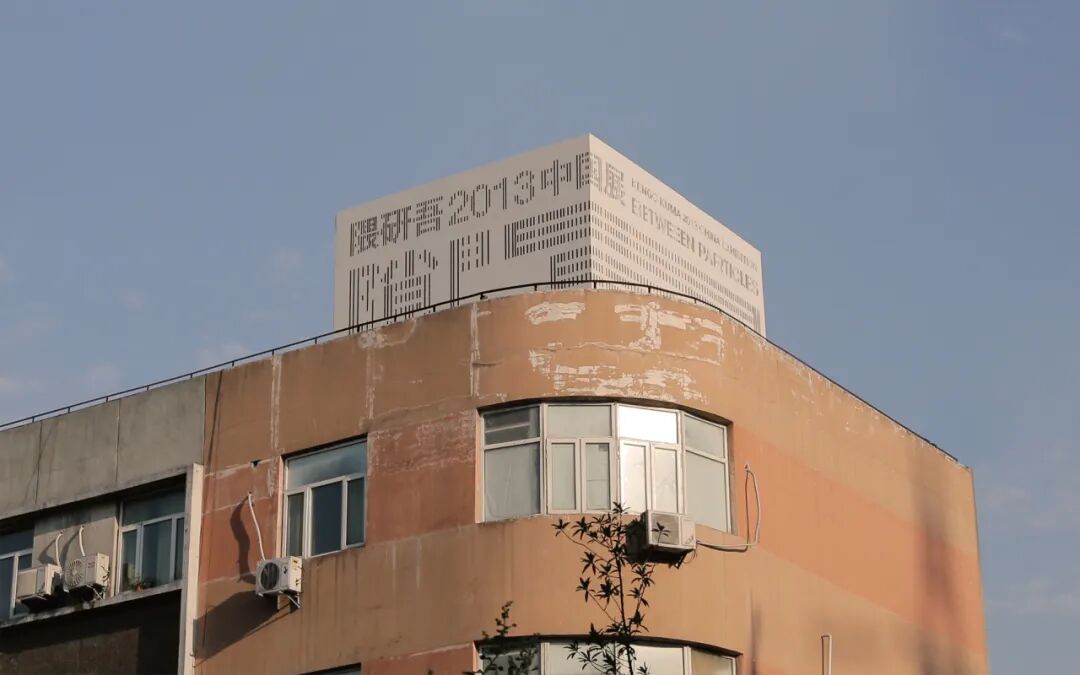 隈研吾2013中国展
KENGO KUMA 2013 CHINA EXHIBITION
BETWEEN PARTICLES